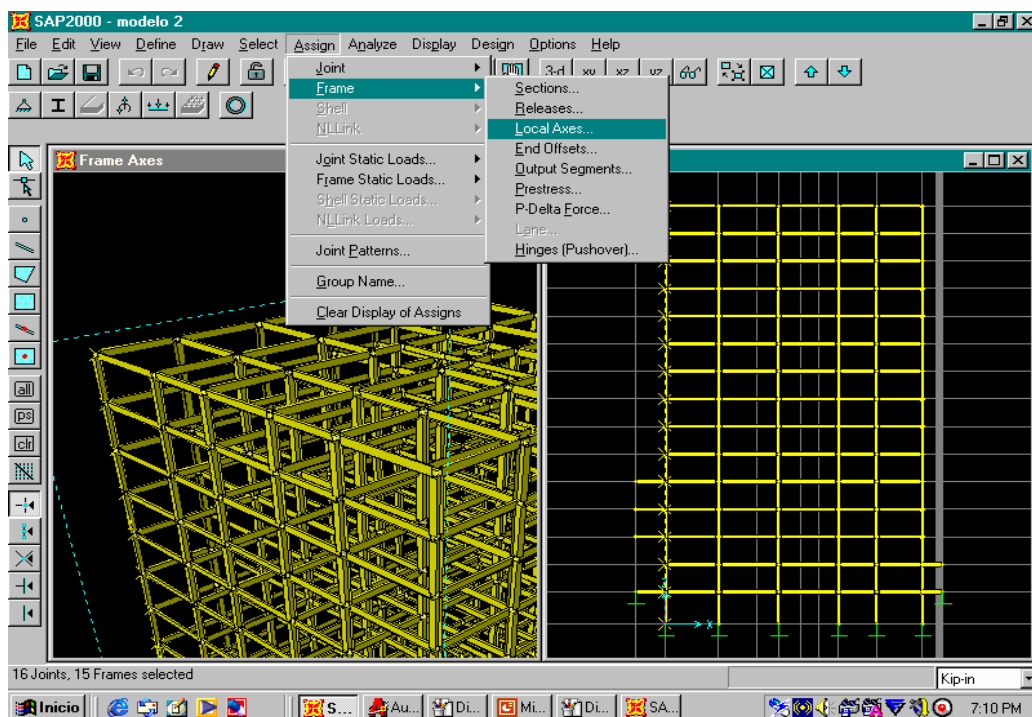 SAP2000 - modelo 2
File Edit View Define Draw Select Assign Analyze Display Design Options Help
3-d xy xz yz
Joint
Frame
Shell
NLLink
Joint Static Loads...
Frame Static Loads...
Shell Static Loads...
NLLink Loads...
Joint Patterns...
Group Name...
Clear Display of Assigns
Sections...
Releases...
Local Axes...
End Offsets...
Output Segments...
Prestress...
P-Delta Force...
Lane...
Hinges (Pushover)...
Frame Axes
all
ps
clr
X
16 Joints, 15 Frames selected
Kip-in
Inicio
S...
Au...
Di...
Mi...
Di...
SA...
7:10 PM